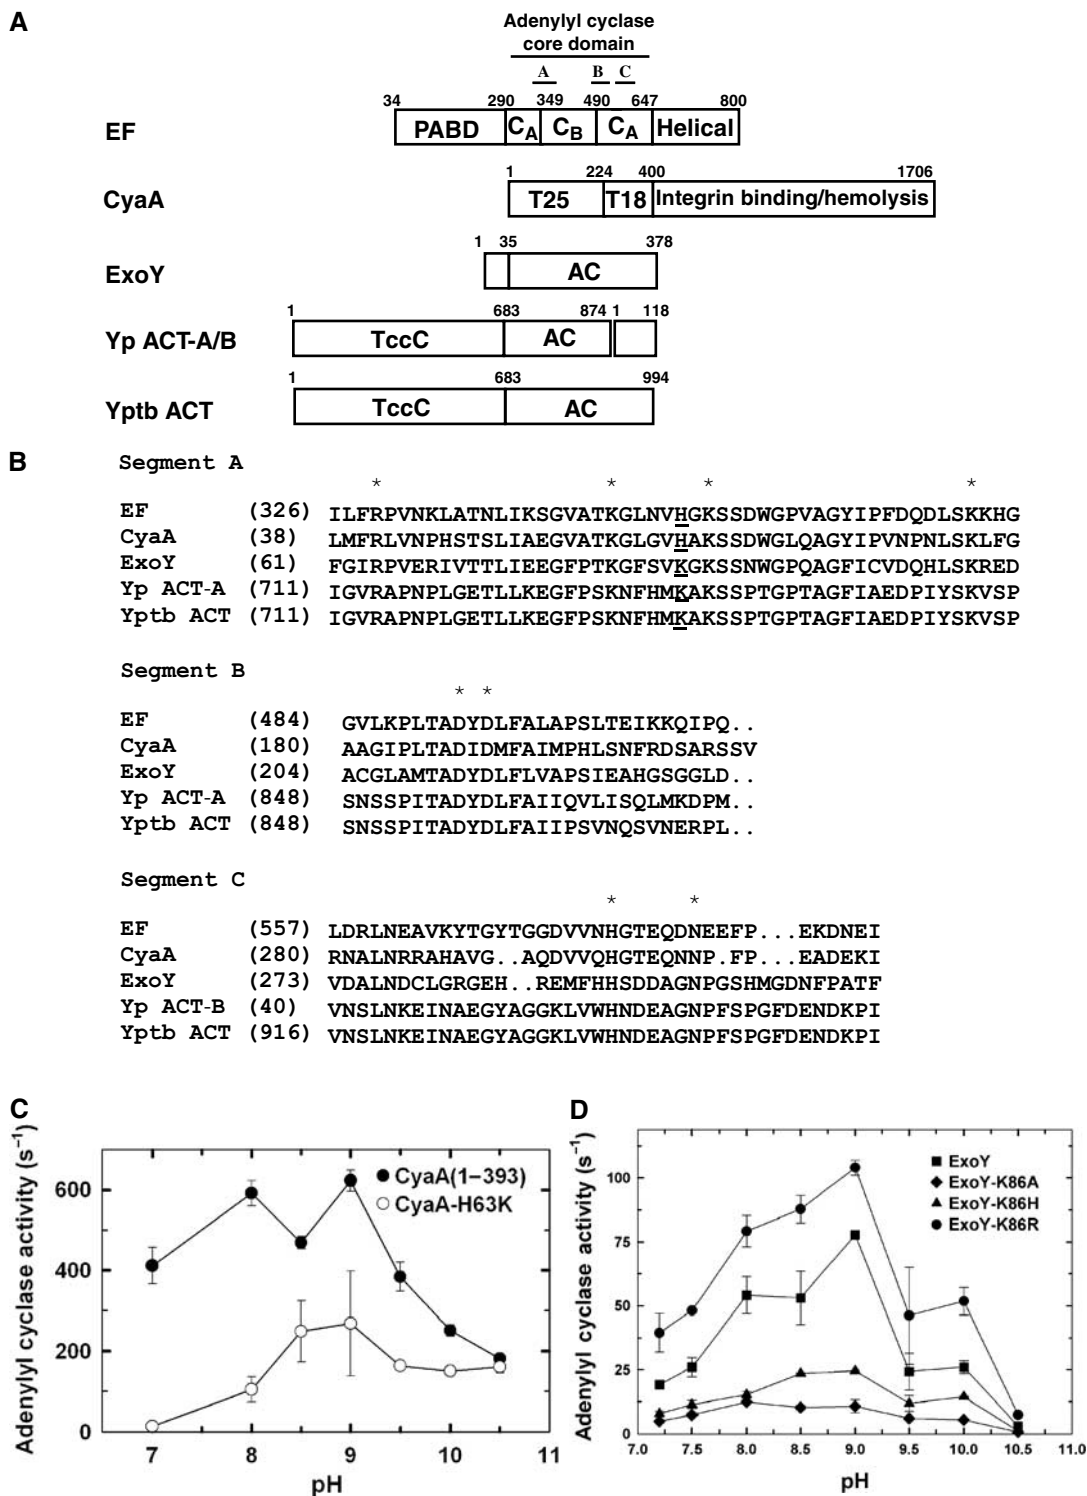 A
Adenylyl cyclase
core domain
A B C
34 290 349 490 647 800
EF PABD CA CB CA Helical
1 224 400 1706
CyaA T25 T18 Integrin binding/hemolysis
1 35 378
ExoY AC
1 683 874 1 118
Yp ACT-A/B TccC AC
1 683 994
Yptb ACT TccC AC
B
Segment A
* * * *
EF (326) ILFRPVNKLATNLIKSGVATKGLNVHGKSSDWGPVAGYIPFDQDLSKKHG
CyaA (38) LMFRLVNPHSTSLIAEGVATKGLGVHAKSSDWGLQAGYIPVNPNLSKLFG
ExoY (61) FGIRPVERIVTTLIEEGFPTKGFSVKGKSSNWGPQAGFICVDQHLSKRED
Yp ACT-A (711) IGVRAPNPLGETLLKEGFPSKNFHMKAKSSPTGPTAGFIAEDPIYSKVSP
Yptb ACT (711) IGVRAPNPLGETLLKEGFPSKNFHMKAKSSPTGPTAGFIAEDPIYSKVSP
Segment B
* *
EF (484) GVLKPLTADYDLFALAPSLTEIKKQIPQ..
CyaA (180) AAGIPLTADIDMFAIMPHLSNFRDSARSSV
ExoY (204) ACGLAMTADYDLFLVAPSIEAHGSGGLD..
Yp ACT-A (848) SNSSPITADYDLFAIIQVLISQLMKDPM..
Yptb ACT (848) SNSSPITADYDLFAIIPSVNQSVNERPL..
Segment C
* *
EF (557) LDRLNEAVKYTGYTGGDVVNHGTEQDNEEFP...EKDNEI
CyaA (280) RNALNRRAHAVG..AQDVVQHGTEQNNP.FP...EADEKI
ExoY (273) VDALNDCLGRGEH..REMFHHSDDAGNPGSHMGDNFPATF
Yp ACT-B (40) VNSLNKEINAEGYAGGKLVWHNDEAGNPFSPGFDENDKPI
Yptb ACT (916) VNSLNKEINAEGYAGGKLVWHNDEAGNPFSPGFDENDKPI
C
Adenylyl cyclase activity (s⁻¹)
600
400
200
0
7 8 9 10 11
pH
CyaA(1–393)
CyaA-H63K
D
Adenylyl cyclase activity (s⁻¹)
100
75
50
25
0
7.0 7.5 8.0 8.5 9.0 9.5 10.0 10.5 11.0
pH
ExoY
ExoY-K86A
ExoY-K86H
ExoY-K86R